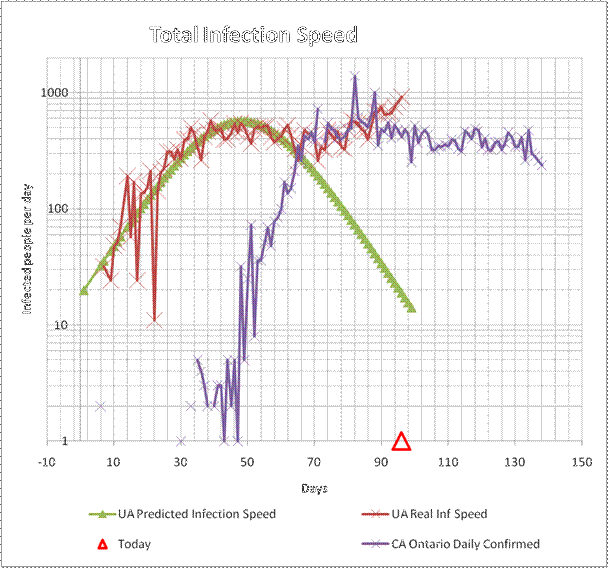 Total Infection Speed
Infected people per day
1000
100
10
1
-10 10 30 50 70 90 110 130 150
Days
UA Predicted Infection Speed
UA Real Inf Speed
Today
CA Ontario Daily Confirmed